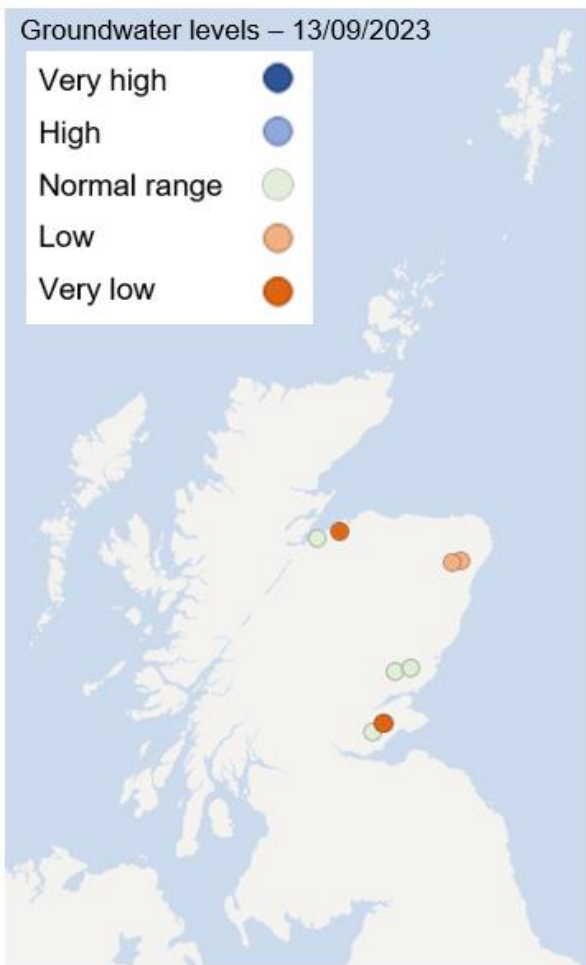 Groundwater levels – 13/09/2023
Very high
High
Normal range
Low
Very low